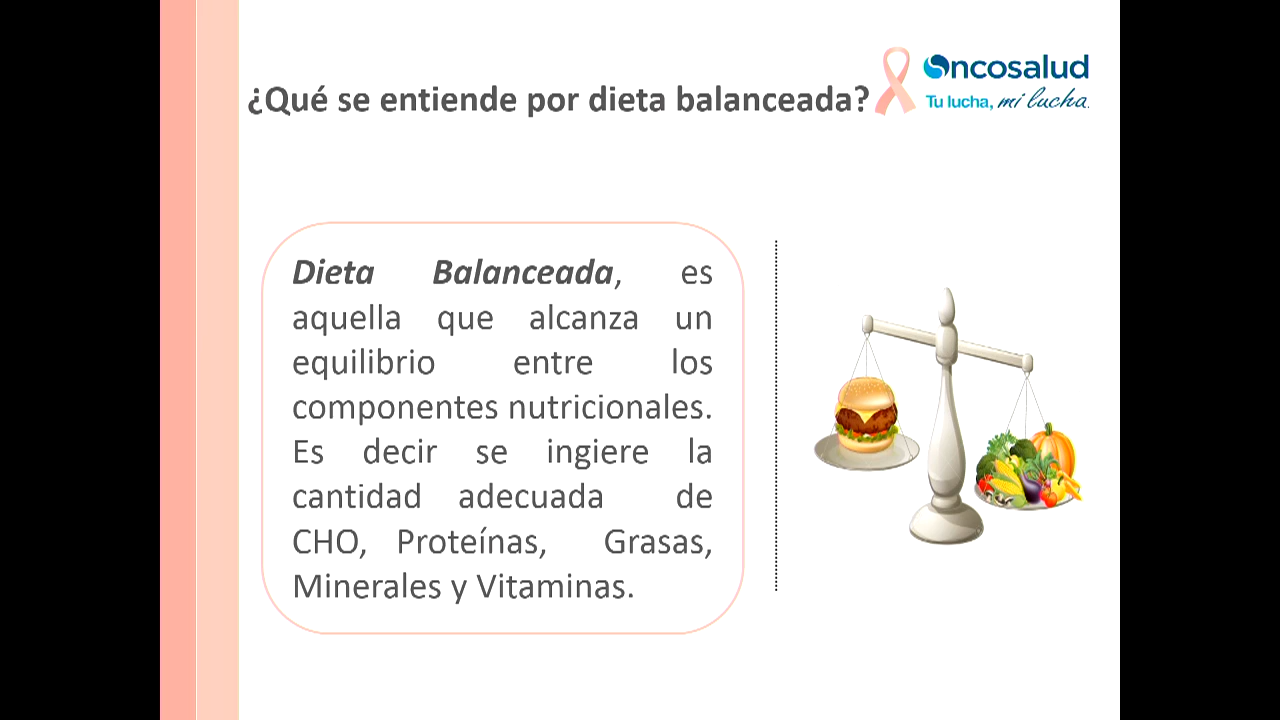 ¿Qué se entiende por dieta balanceada?
Oncosalud
Tu lucha, mi lucha.
Dieta Balanceada, es
aquella que alcanza un
equilibrio entre los
componentes nutricionales.
Es decir se ingiere la
cantidad adecuada de
CHO, Proteínas, Grasas,
Minerales y Vitaminas.